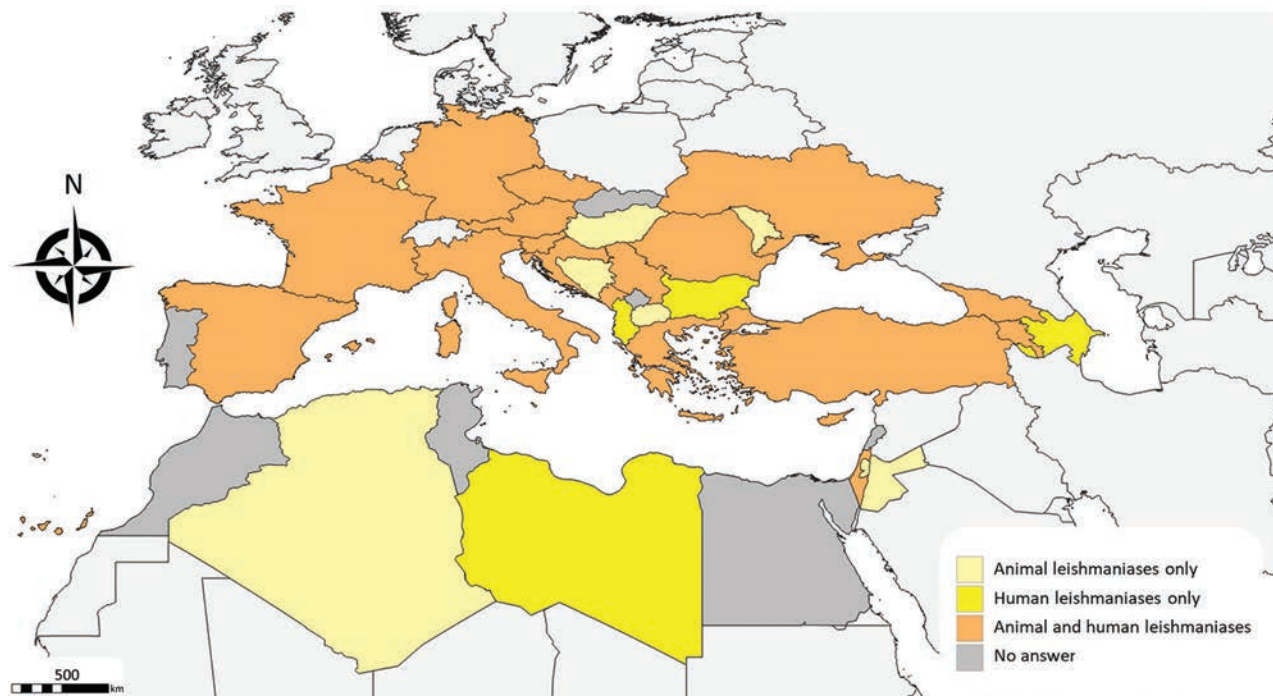 N
Animal leishmaniases only
Human leishmaniases only
Animal and human leishmaniases
No answer
500
km